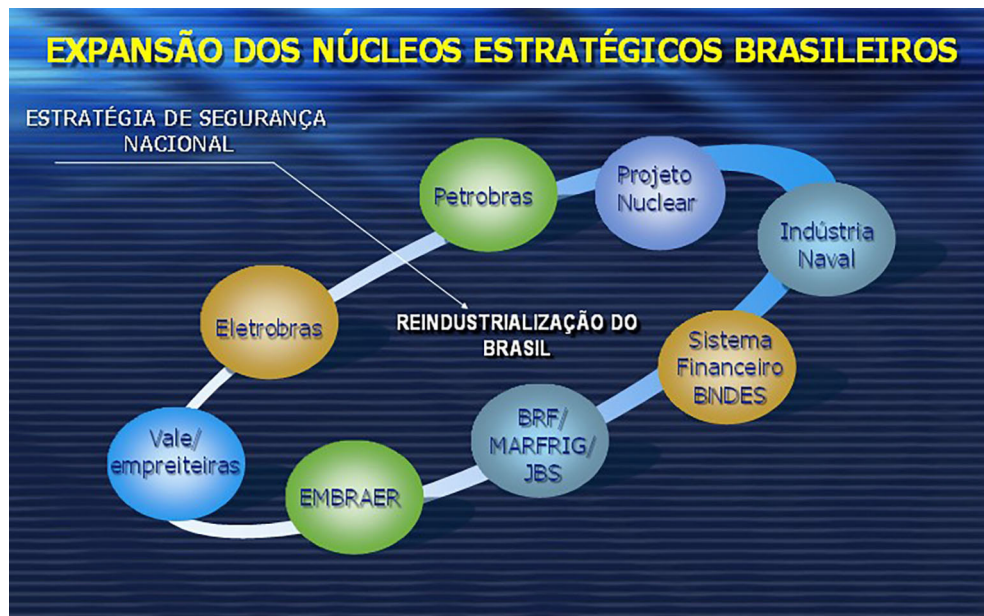 EXPANSÃO DOS NÚCLEOS ESTRATÉGICOS BRASILEIROS
ESTRATÉGIA DE SEGURANÇA
NACIONAL
Petrobras
Projeto
Nuclear
Indústria
Naval
Eletrobras
REINDUSTRIALIZAÇÃO DO
BRASIL
Sistema
Financeiro
BNDES
Vale/
empreiteiras
EMBRAER
BRF/
MARFRIG/
JBS